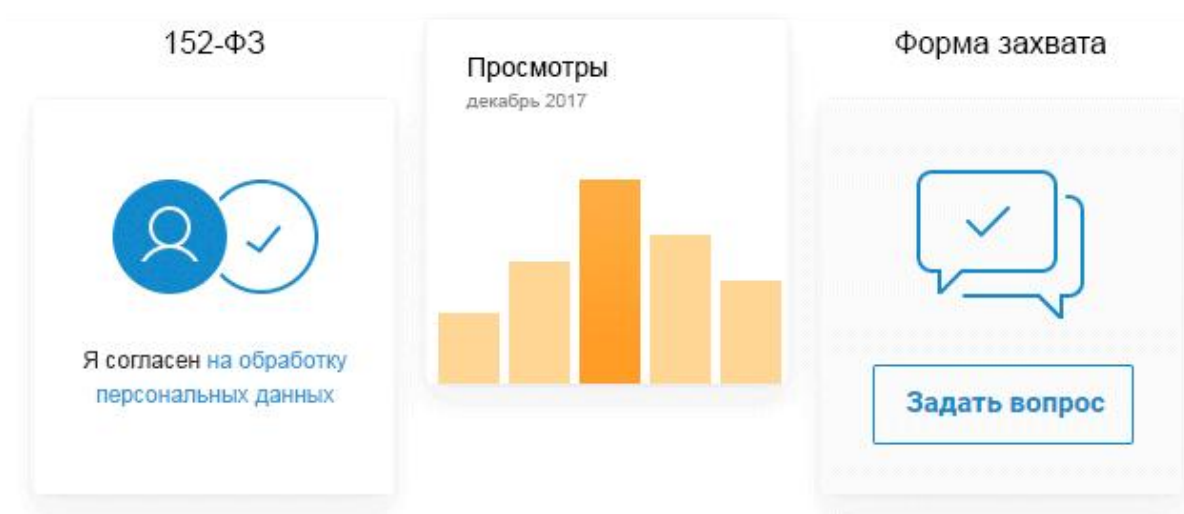 152-ФЗ
Я согласен на обработку
персональных данных
Просмотры
декабрь 2017
Форма захвата
Задать вопрос